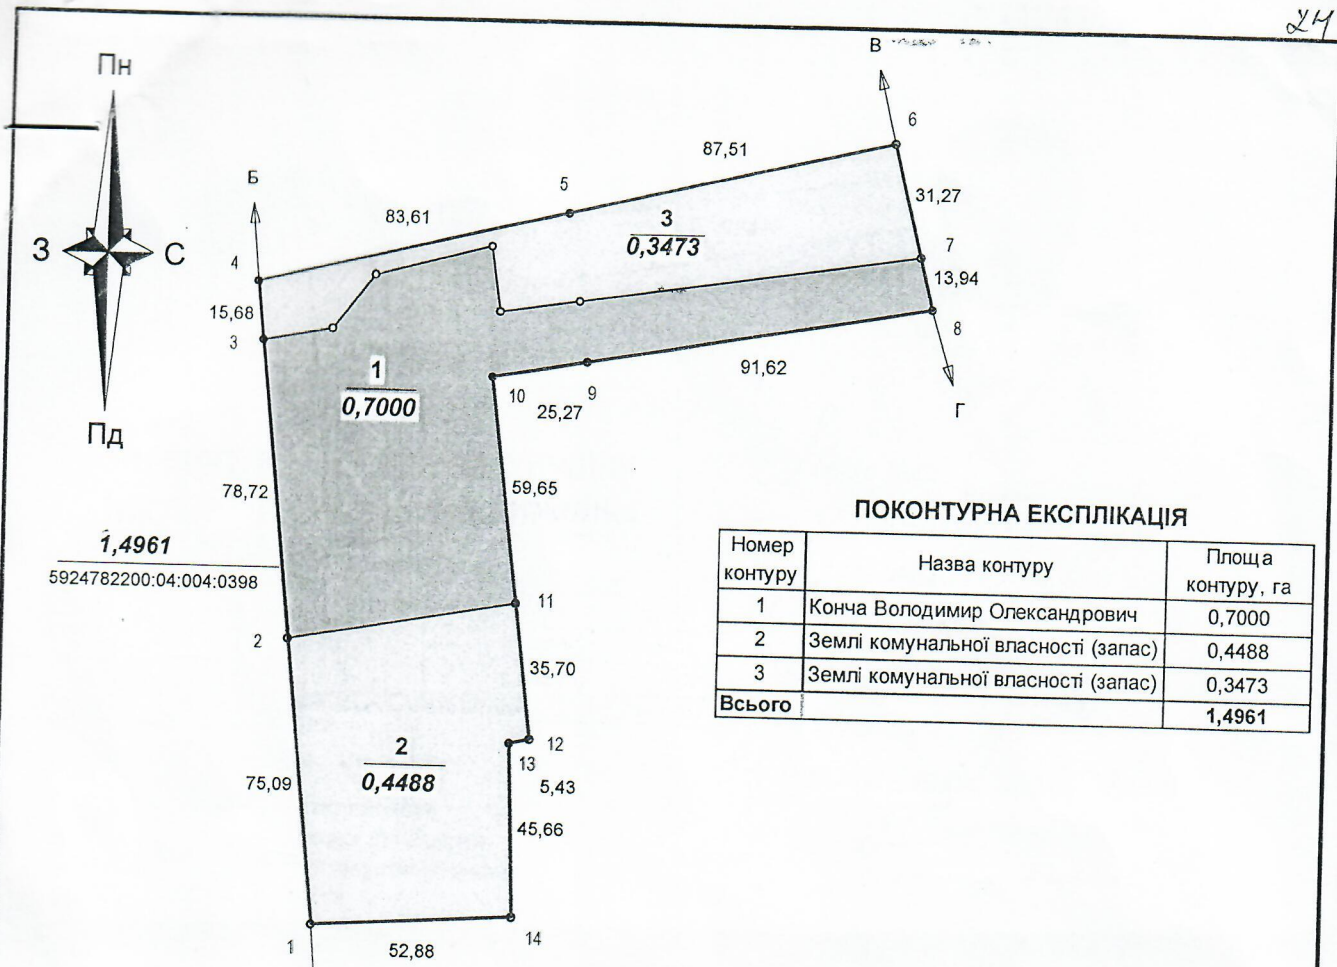 24
Пн
В
6
87,51
Б
5
31,27
83,61
3
0,3473
З
С
4
7
13,94
15,68
3
8
1
0,7000
91,62
10
9
25,27
Г
Пд
78,72
59,65
ПОКОНТУРНА ЕКСПЛІКАЦІЯ
Номер контуру
Назва контуру
Площа контуру, га
1 Конча Володимир Олександрович 0,7000
2 Землі комунальної власності (запас) 0,4488
3 Землі комунальної власності (запас) 0,3473
Всього 1,4961
1,4961
5924782200:04:004:0398
11
2
35,70
12
2
0,4488
13
75,09
5,43
45,66
1
14
52,88